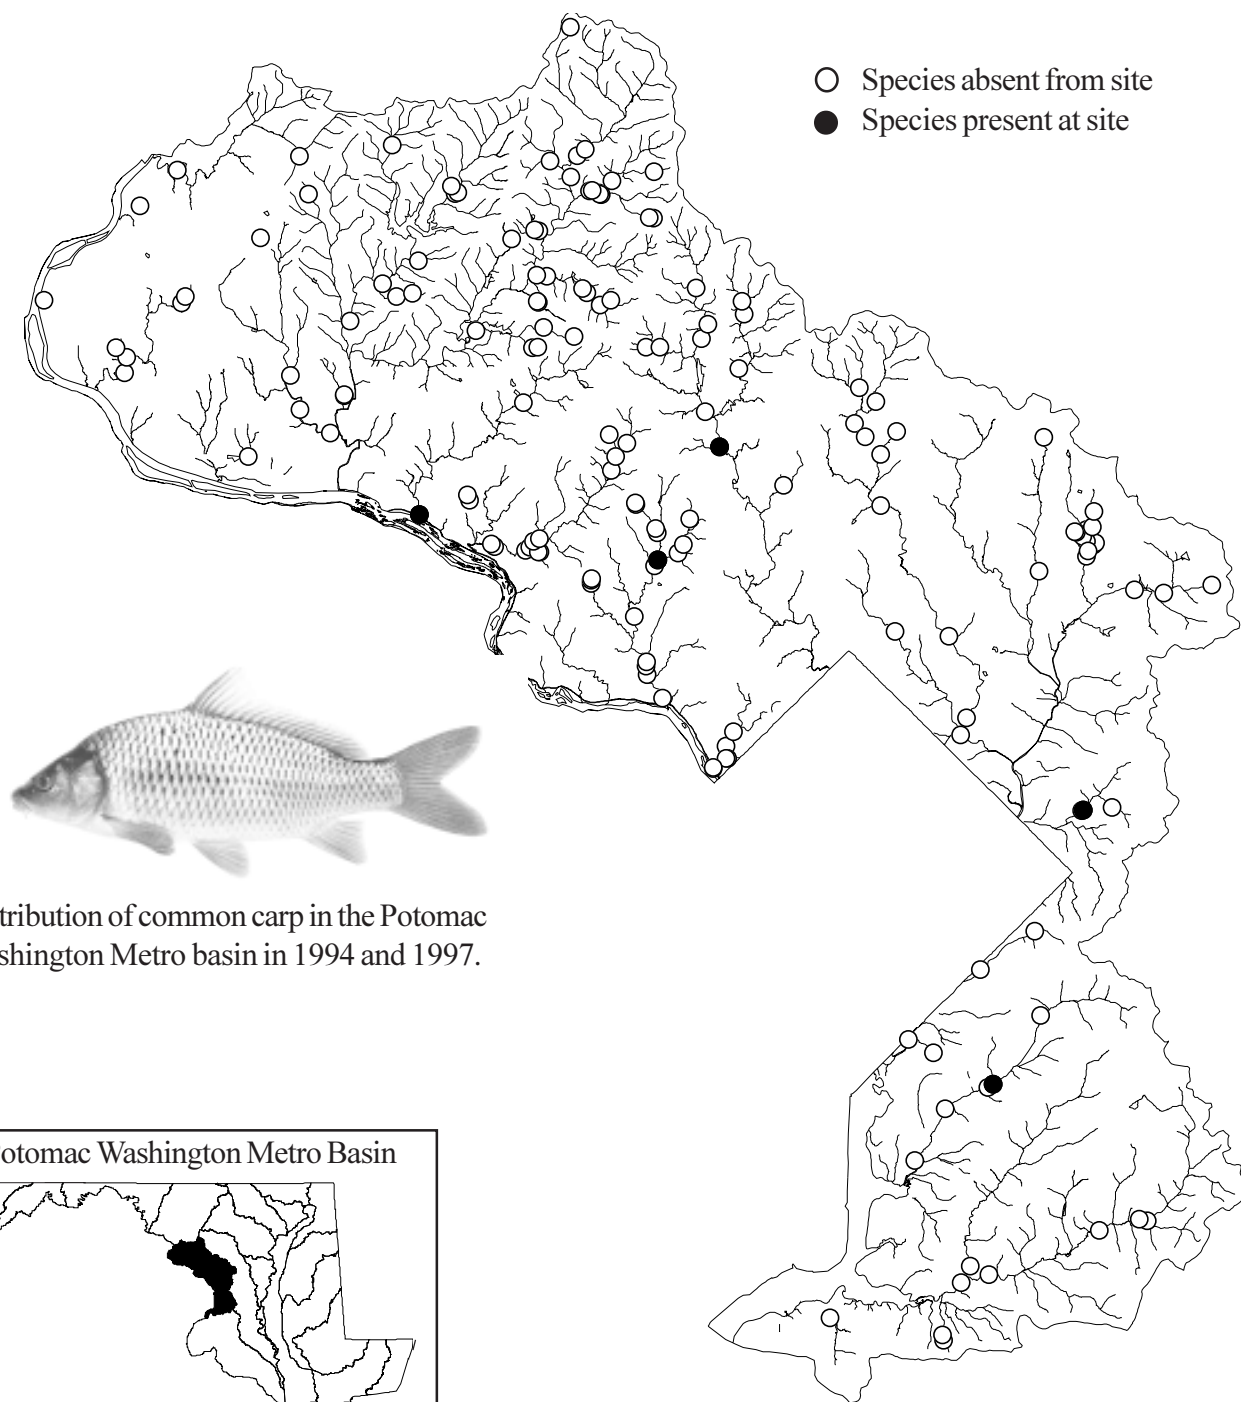 Species absent from site
Species present at site
tribution of common carp in the Potomac
shington Metro basin in 1994 and 1997.
otomac Washington Metro Basin